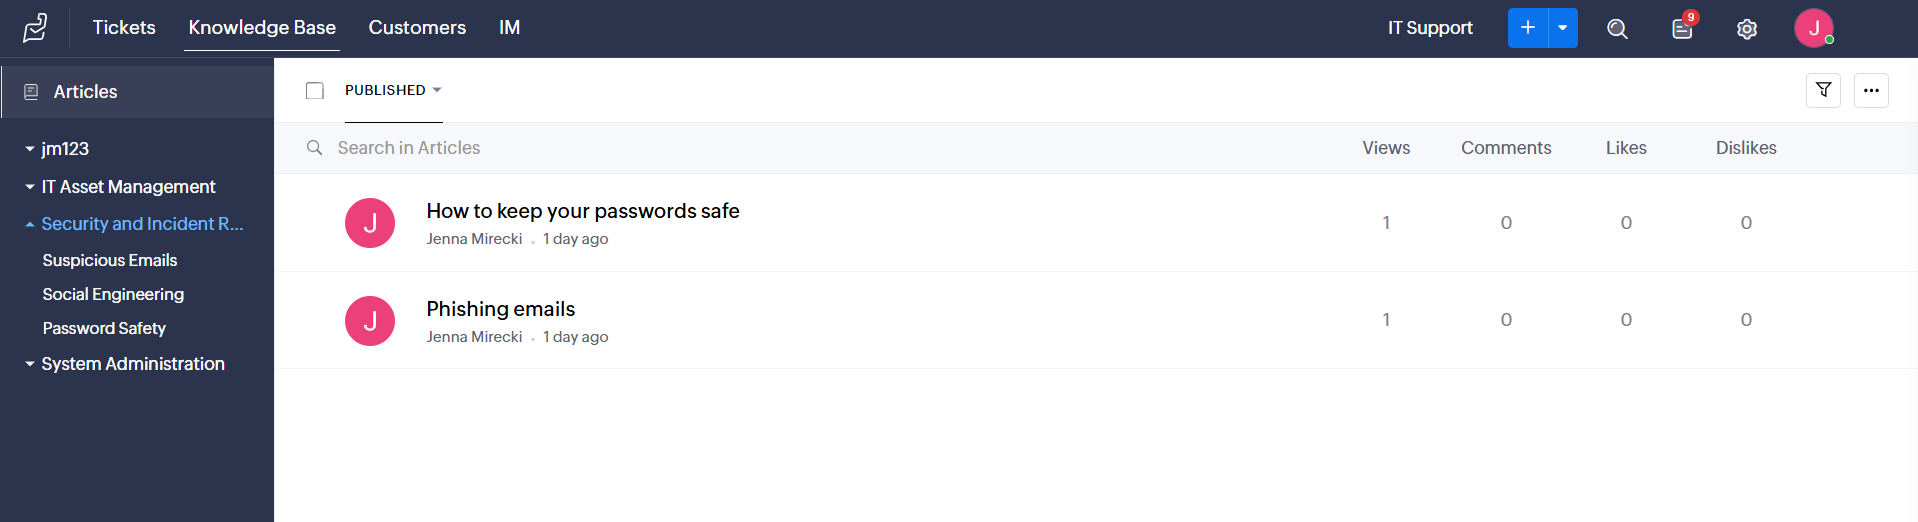 Tickets
Knowledge Base
Customers
IM
IT Support
9
J
Articles
jm123
IT Asset Management
Security and Incident R...
Suspicious Emails
Social Engineering
Password Safety
System Administration
PUBLISHED
Search in Articles
Views
Comments
Likes
Dislikes
J
How to keep your passwords safe
Jenna Mirecki . 1 day ago
1
0
0
0
J
Phishing emails
Jenna Mirecki . 1 day ago
1
0
0
0